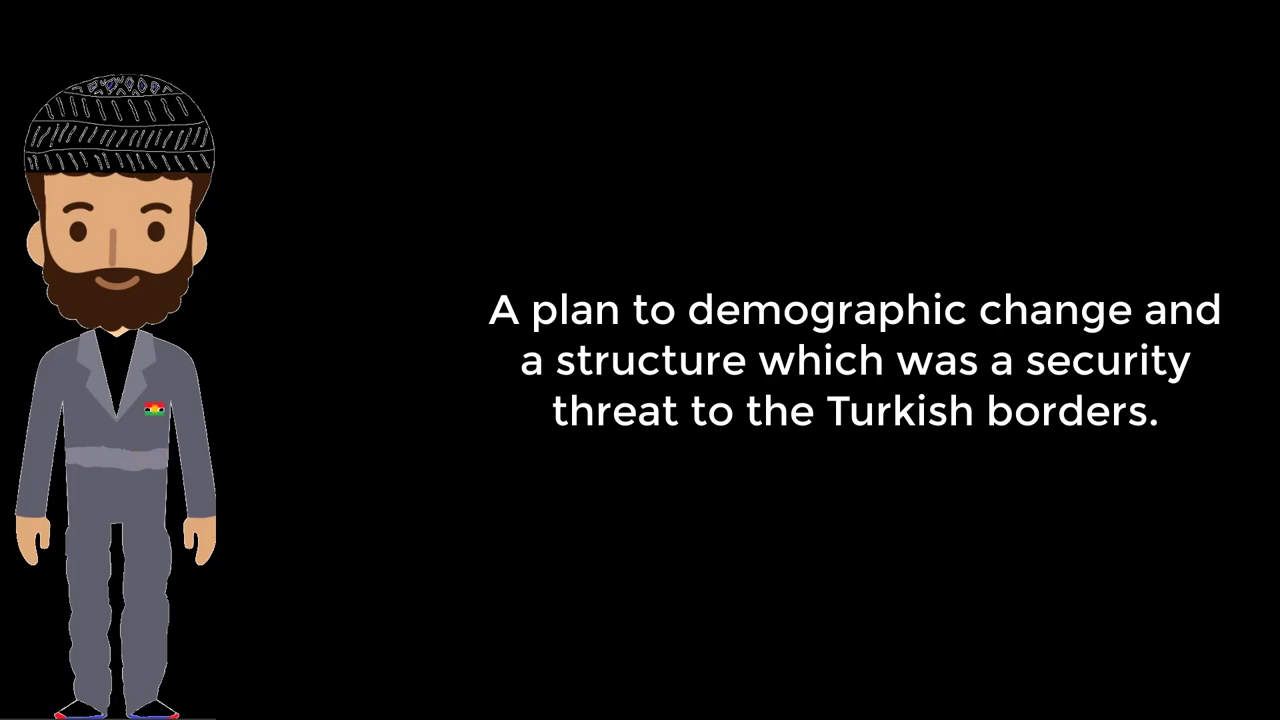 A plan to demographic change and
a structure which was a security
threat to the Turkish borders.